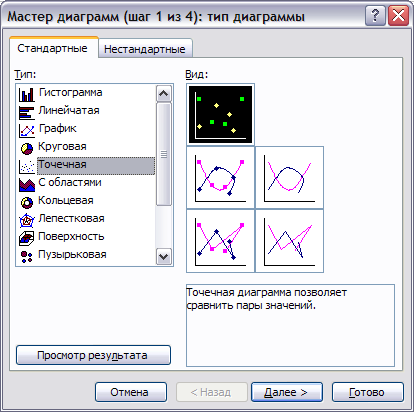 Мастер диаграмм (шаг 1 из 4): тип диаграммы
Стандартные
Нестандартные
Тип:
Вид:
Гистограмма
Линейчатая
График
Круговая
Точечная
С областями
Кольцевая
Лепестковая
Поверхность
Пузырьковая
Точечная диаграмма позволяет
сравнить пары значений.
Просмотр результата
Отмена
< Назад
Далее >
Готово